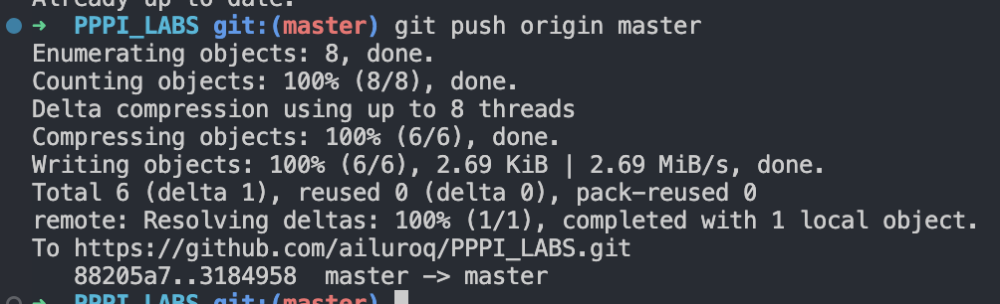 Already up to date.
➜ PPPI_LABS git:(master) git push origin master
Enumerating objects: 8, done.
Counting objects: 100% (8/8), done.
Delta compression using up to 8 threads
Compressing objects: 100% (6/6), done.
Writing objects: 100% (6/6), 2.69 KiB | 2.69 MiB/s, done.
Total 6 (delta 1), reused 0 (delta 0), pack-reused 0
remote: Resolving deltas: 100% (1/1), completed with 1 local object.
To https://github.com/ailuroq/PPPI_LABS.git
88205a7..3184958 master -> master
➜ PPPI_LABS git:(master)